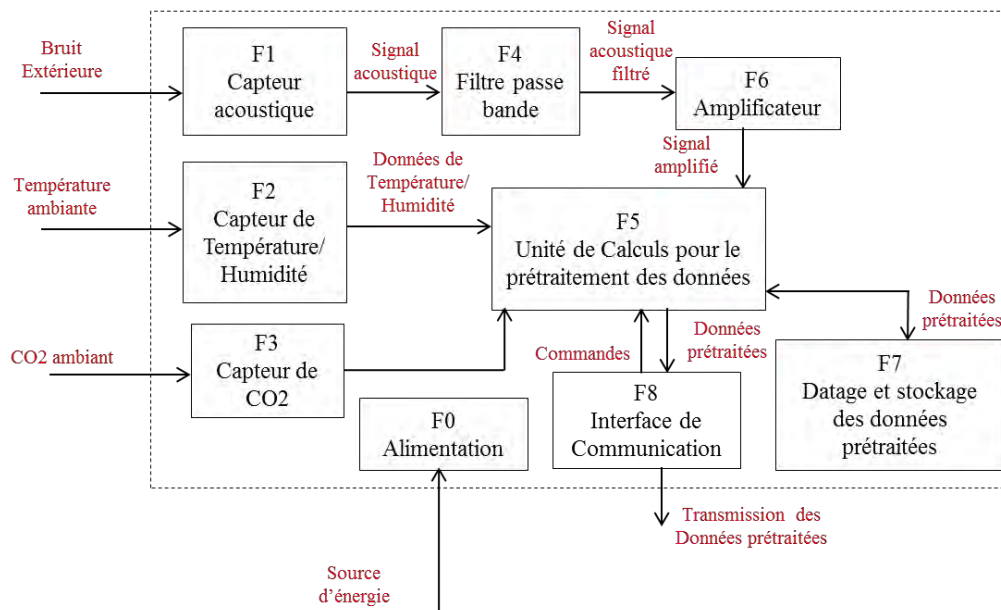 Bruit
Extérieure
F1
Capteur
acoustique
Signal
acoustique
F4
Filtre passe
bande
Signal
acoustique
filtré
F6
Amplificateur
Signal
amplifié
Température
ambiante
F2
Capteur de
Température/
Humidité
Données de
Température/
Humidité
F5
Unité de Calculs pour le
prétraitement des données
CO2 ambiant
F3
Capteur de
CO2
Commandes
Données
prétraitées
Données
prétraitées
F7
Datage et stockage
des données
prétraitées
F0
Alimentation
F8
Interface de
Communication
Transmission des
Données prétraitées
Source
d’énergie